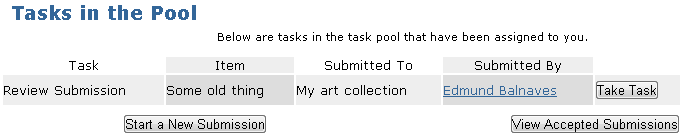 Tasks in the Pool
Below are tasks in the task pool that have been assigned to you.
Task Item Submitted To Submitted By
Review Submission Some old thing My art collection Edmund Balnaves Take Task
Start a New Submission View Accepted Submissions